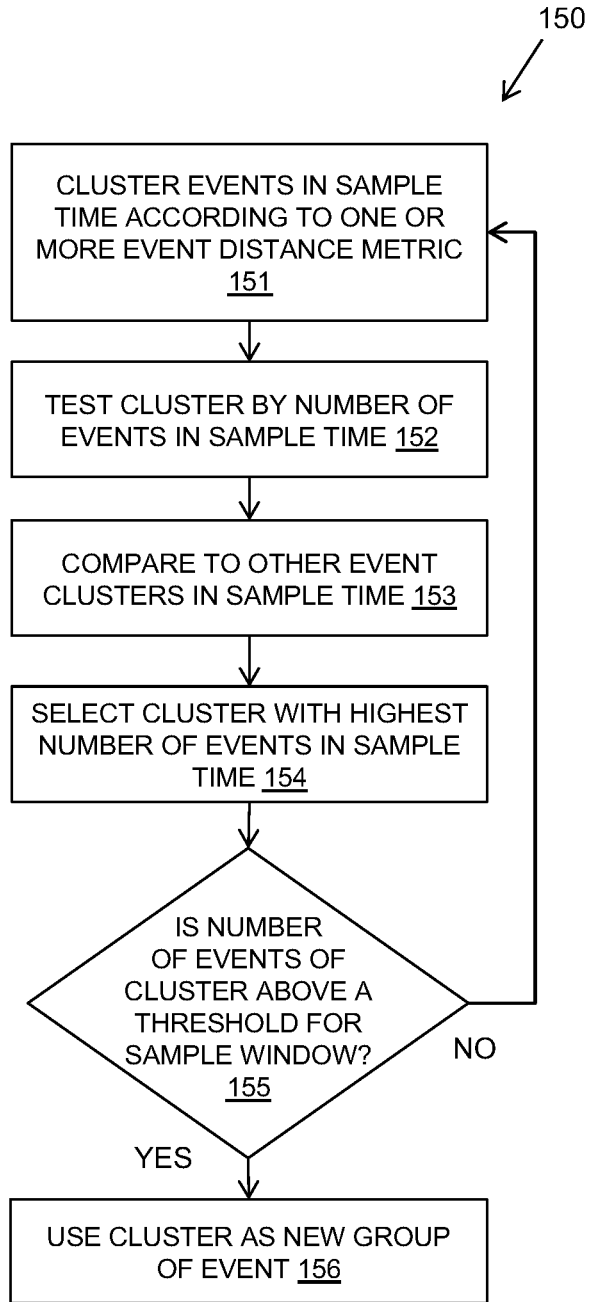 150
CLUSTER EVENTS IN SAMPLE
TIME ACCORDING TO ONE OR
MORE EVENT DISTANCE METRIC
151
TEST CLUSTER BY NUMBER OF
EVENTS IN SAMPLE TIME 152
COMPARE TO OTHER EVENT
CLUSTERS IN SAMPLE TIME 153
SELECT CLUSTER WITH HIGHEST
NUMBER OF EVENTS IN SAMPLE
TIME 154
IS NUMBER
OF EVENTS OF
CLUSTER ABOVE A
THRESHOLD FOR
SAMPLE WINDOW?
155
NO
YES
USE CLUSTER AS NEW GROUP
OF EVENT 156